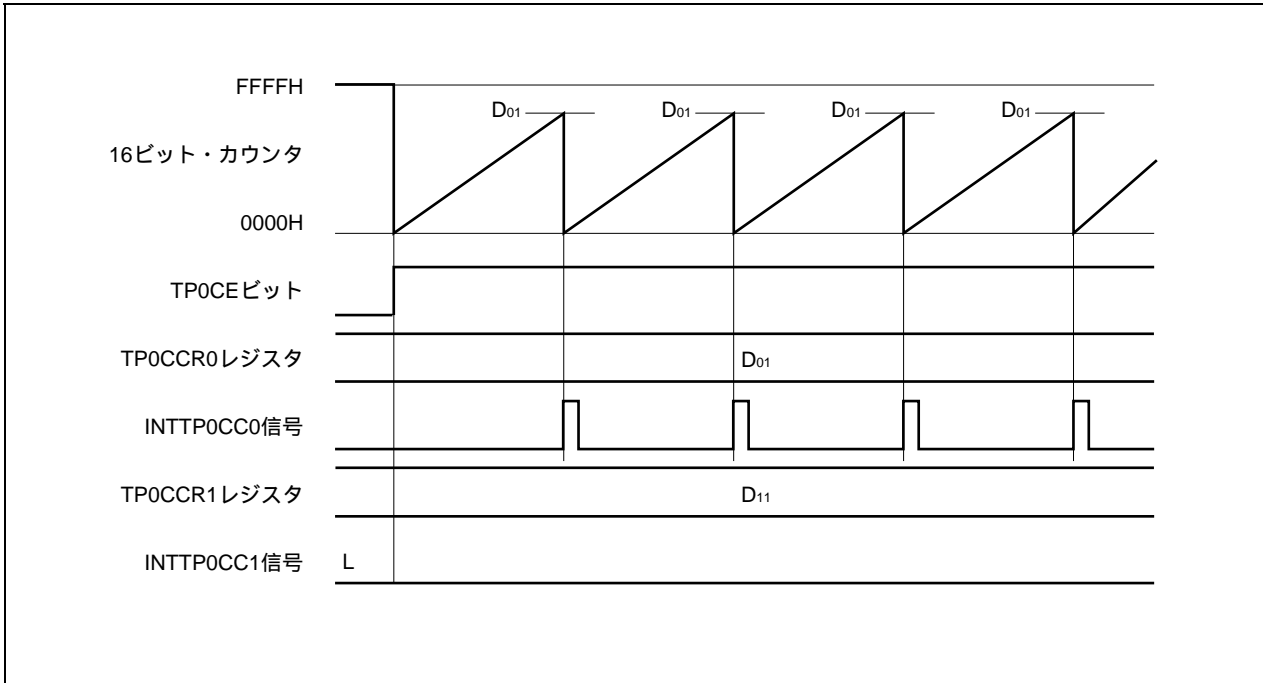 FFFFH
D01 D01 D01 D01
16ビット・カウンタ
0000H
TP0CEビット
TP0CCR0レジスタ D01
INTTP0CC0信号
TP0CCR1レジスタ D11
INTTP0CC1信号 L